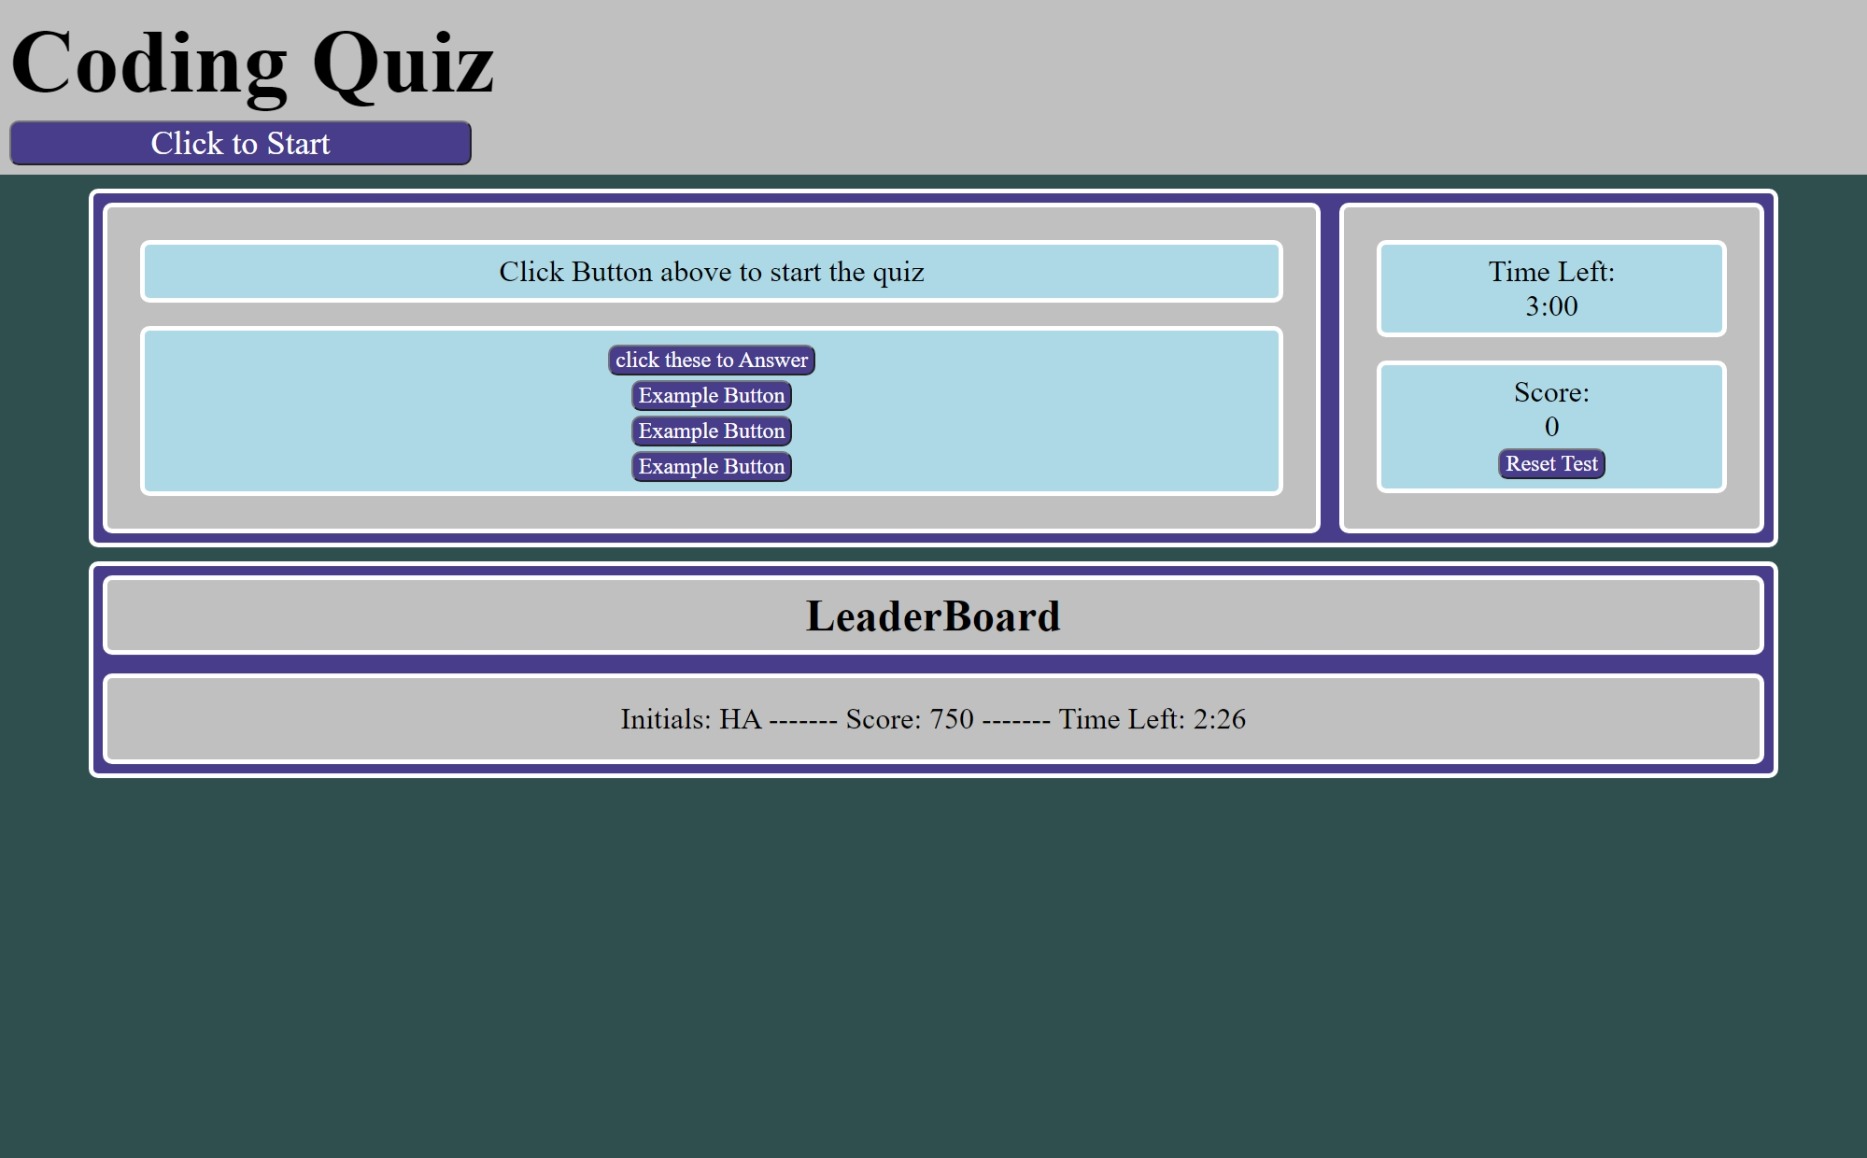 Coding Quiz
Click to Start
Click Button above to start the quiz
click these to Answer
Example Button
Example Button
Example Button
Time Left:
3:00
Score:
0
Reset Test
LeaderBoard
Initials: HA ------- Score: 750 ------- Time Left: 2:26